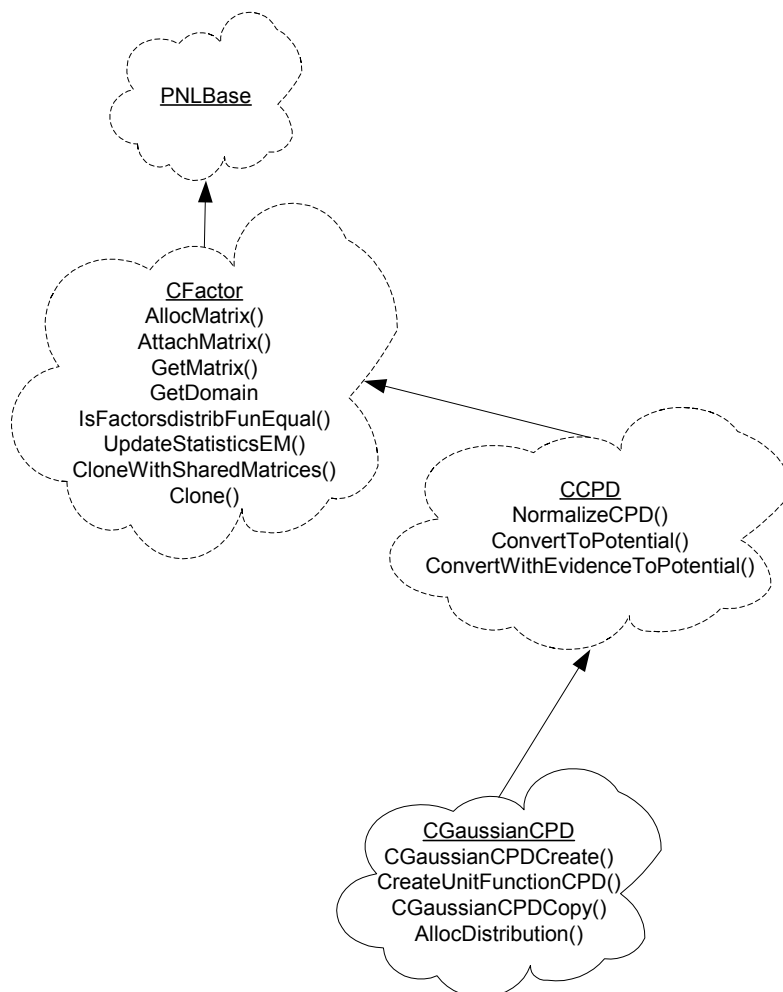 PNLBase
CFactor
AllocMatrix()
AttachMatrix()
GetMatrix()
GetDomain
IsFactorsdistribFunEqual()
UpdateStatisticsEM()
CloneWithSharedMatrices()
Clone()
CCPD
NormalizeCPD()
ConvertToPotential()
ConvertWithEvidenceToPotential()
CGaussianCPD
CGaussianCPDCreate()
CreateUnitFunctionCPD()
CGaussianCPDCopy()
AllocDistribution()